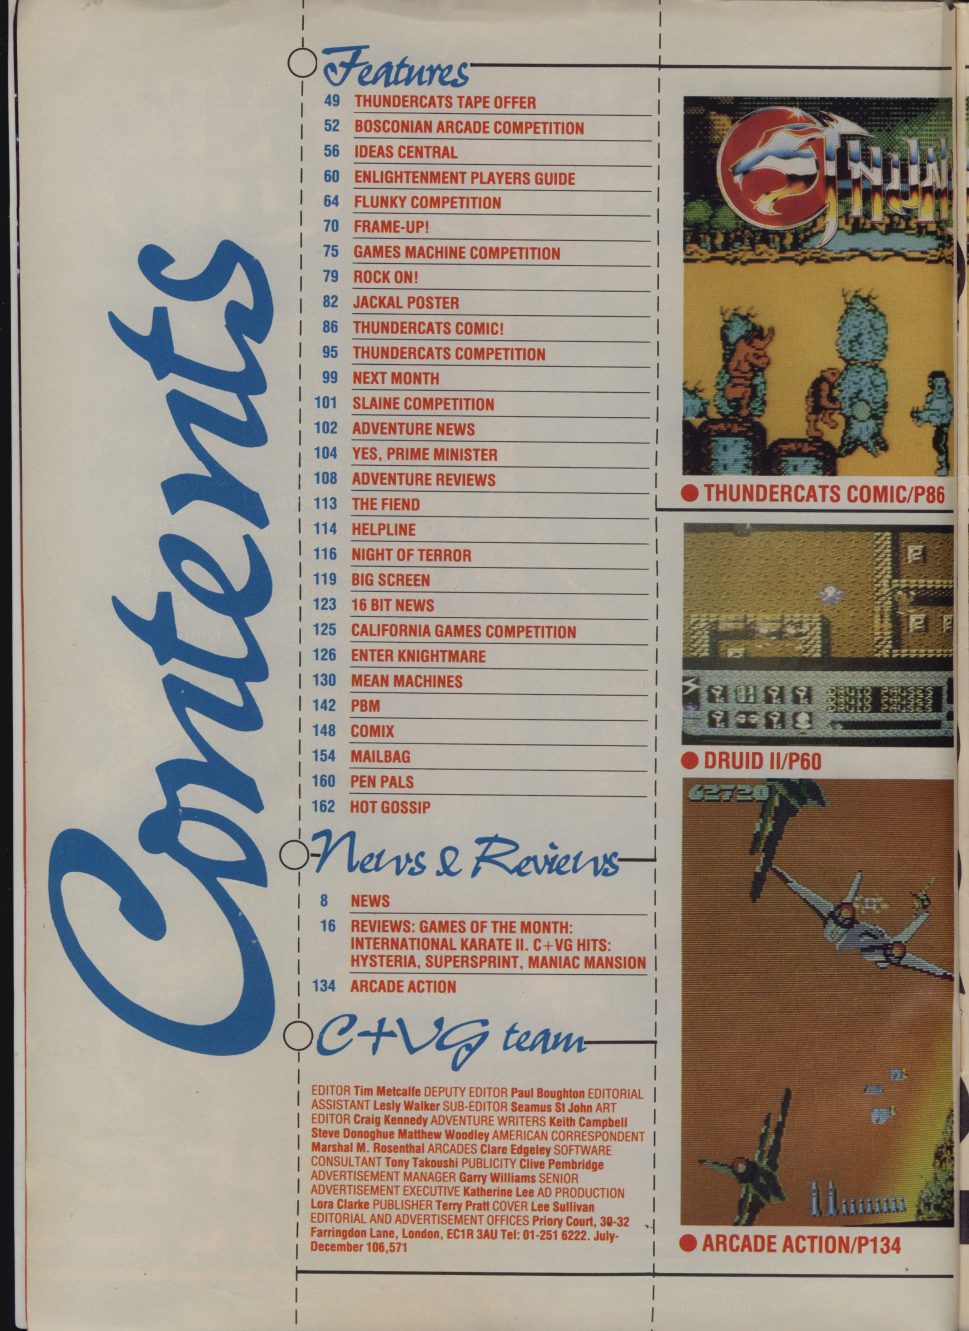 Contents
Features
49 THUNDERCATS TAPE OFFER
52 BOSCONIAN ARCADE COMPETITION
56 IDEAS CENTRAL
60 ENLIGHTENMENT PLAYERS GUIDE
64 FLUNKY COMPETITION
70 FRAME-UP!
75 GAMES MACHINE COMPETITION
79 ROCK ON!
82 JACKAL POSTER
86 THUNDERCATS COMIC!
95 THUNDERCATS COMPETITION
99 NEXT MONTH
101 SLAINE COMPETITION
102 ADVENTURE NEWS
104 YES, PRIME MINISTER
108 ADVENTURE REVIEWS
113 THE FIEND
114 HELPLINE
116 NIGHT OF TERROR
119 BIG SCREEN
123 16 BIT NEWS
125 CALIFORNIA GAMES COMPETITION
126 ENTER KNIGHTMARE
130 MEAN MACHINES
142 PBM
148 COMIX
154 MAILBAG
160 PEN PALS
162 HOT GOSSIP
News & Reviews
8 NEWS
16 REVIEWS: GAMES OF THE MONTH:
INTERNATIONAL KARATE II. C+VG HITS:
HYSTERIA, SUPERSPRINT, MANIAC MANSION
134 ARCADE ACTION
C+VG team
EDITOR Tim Metcalfe DEPUTY EDITOR Paul Boughton EDITORIAL
ASSISTANT Lesly Walker SUB-EDITOR Seamus St John ART
EDITOR Craig Kennedy ADVENTURE WRITERS Keith Campbell
Steve Donoghue Matthew Woodley AMERICAN CORRESPONDENT
Marshal M. Rosenthal ARCADES Clare Edgeley SOFTWARE
CONSULTANT Tony Takoushi PUBLICITY Clive Pembridge
ADVERTISEMENT MANAGER Garry Williams SENIOR
ADVERTISEMENT EXECUTIVE Katherine Lee AD PRODUCTION
Lora Clarke PUBLISHER Terry Pratt COVER Lee Sullivan
EDITORIAL AND ADVERTISEMENT OFFICES Priory Court, 30-32
Farringdon Lane, London, EC1R 3AU Tel: 01-251 6222. July-
December 106,571
THUN
THUNDERCATS COMIC/P86
DRUID II/P60
62720
ARCADE ACTION/P134